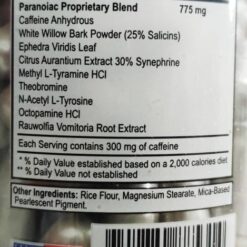 Paranoiac Proprietary Blend 775 mg
Caffeine Anhydrous
White Willow Bark Powder (25% Salicins)
Ephedra Viridis Leaf
Citrus Aurantium Extract 30% Synephrine
Methyl L-Tyramine HCl
Theobromine
N-Acetyl L-Tyrosine
Octopamine HCl
Rauwolfia Vomitoria Root Extract
Each Serving contains 300 mg of caffeine
* % Daily Value established based on a 2,000 calories diet
** % Daily Value not established
Other Ingredients: Rice Flour, Magnesium Stearate, Mica-Based
Pearlescent Pigment.